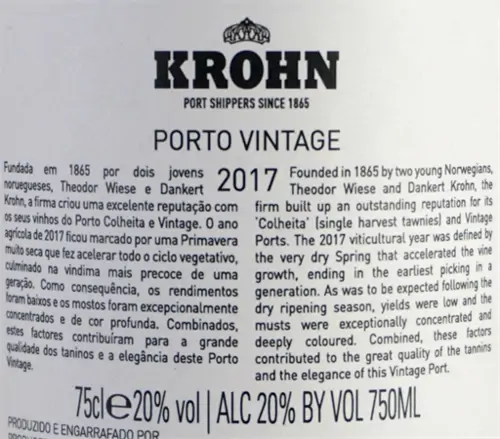 KROHN
PORT SHIPPERS SINCE 1865
PORTO VINTAGE
2017
Fundada em 1865 por dois jovens
noruegueses, Theodor Wiese e Dankert
Krohn, a firma criou uma excelente reputação com
os seus vinhos do Porto Colheita e Vintage. O ano
agrícola de 2017 ficou marcado por uma Primavera
muito seca que fez acelerar todo o ciclo vegetativo,
culminado na vindima mais precoce de uma
geração. Como consequência, os rendimentos
foram baixos e os mostos foram excepcionalmente
concentrados e de cor profunda. Combinados,
estes factores contribuíram para a grande
qualidade dos taninos e a elegância deste Porto
Vintage.
Founded in 1865 by two young Norwegians,
Theodor Wiese and Dankert Krohn, the
firm built up an outstanding reputation for its
'Colheita' (single harvest tawnies) and Vintage
Ports. The 2017 viticultural year was defined by
the very dry Spring that accelerated the vine
growth, ending in the earliest picking in a
generation. As was to be expected following the
dry ripening season, yields were low and the
musts were exceptionally concentrated and
deeply coloured. Combined, these factors
contributed to the great quality of the tannins
and the elegance of this Vintage Port.
75cl e 20% vol | ALC 20% BY VOL 750ML
PRODUZIDO E ENGARRAFADO POR